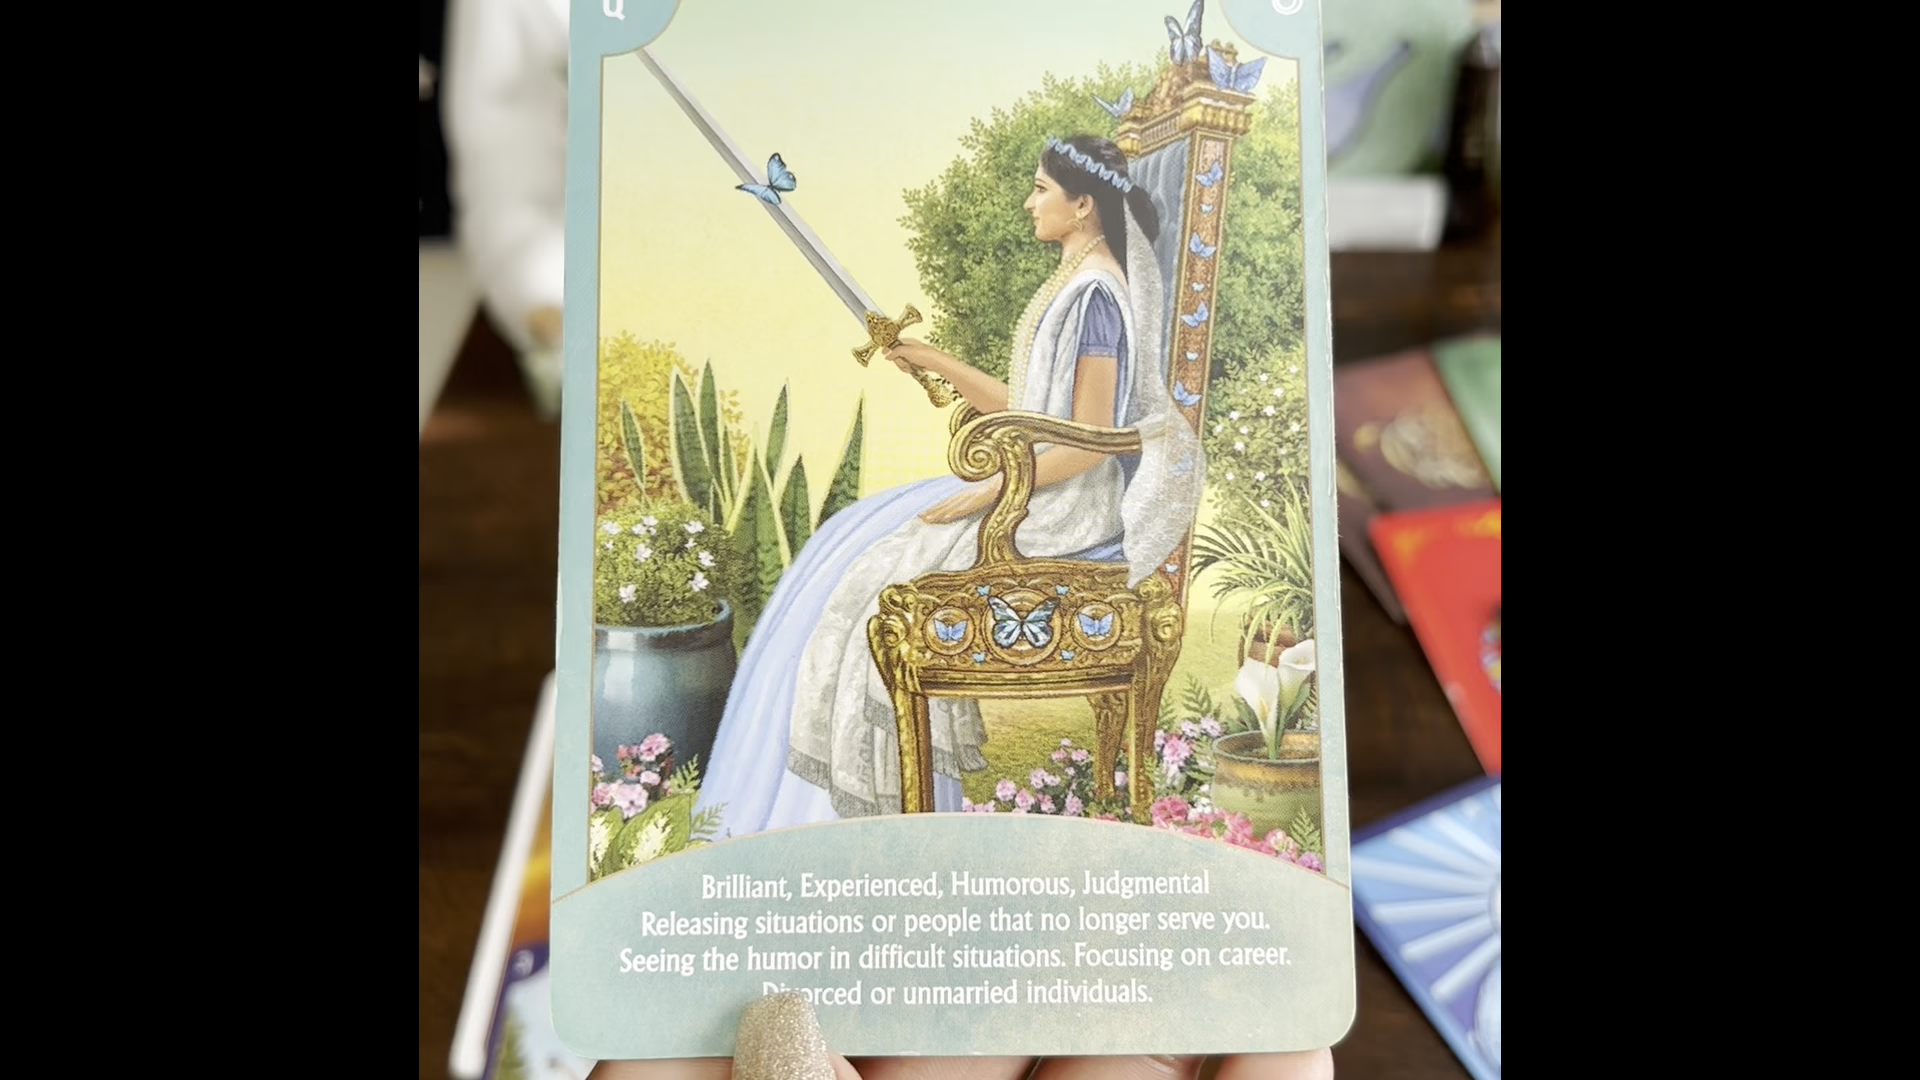 Q
Brilliant, Experienced, Humorous, Judgmental
Releasing situations or people that no longer serve you.
Seeing the humor in difficult situations. Focusing on career.
Divorced or unmarried individuals.